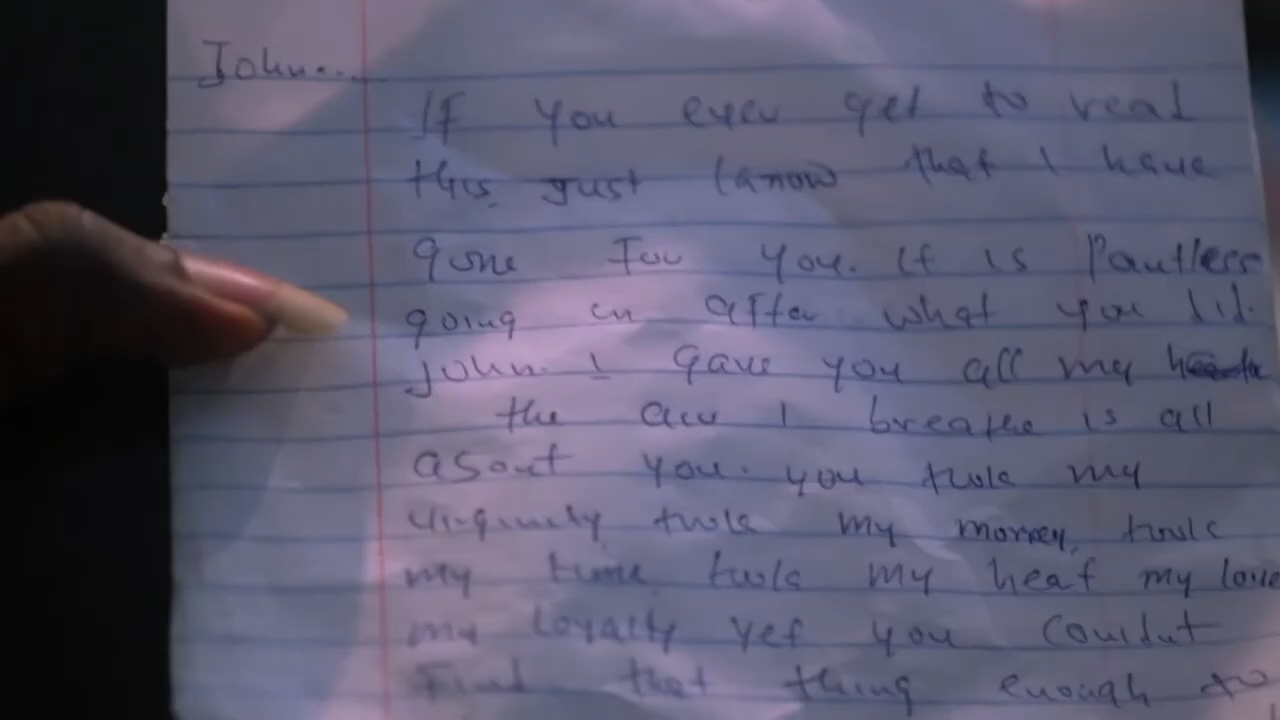 John....
If you ever get to read
this, Just know that I have
gone For you. it is Pantless
going on after what you did.
John. I gave you all my
the air I breathe is all
about you. you took my
virginity took my money, took
my time took my heat my love
my loyalty yet you Couldnt
Find that thing enough to